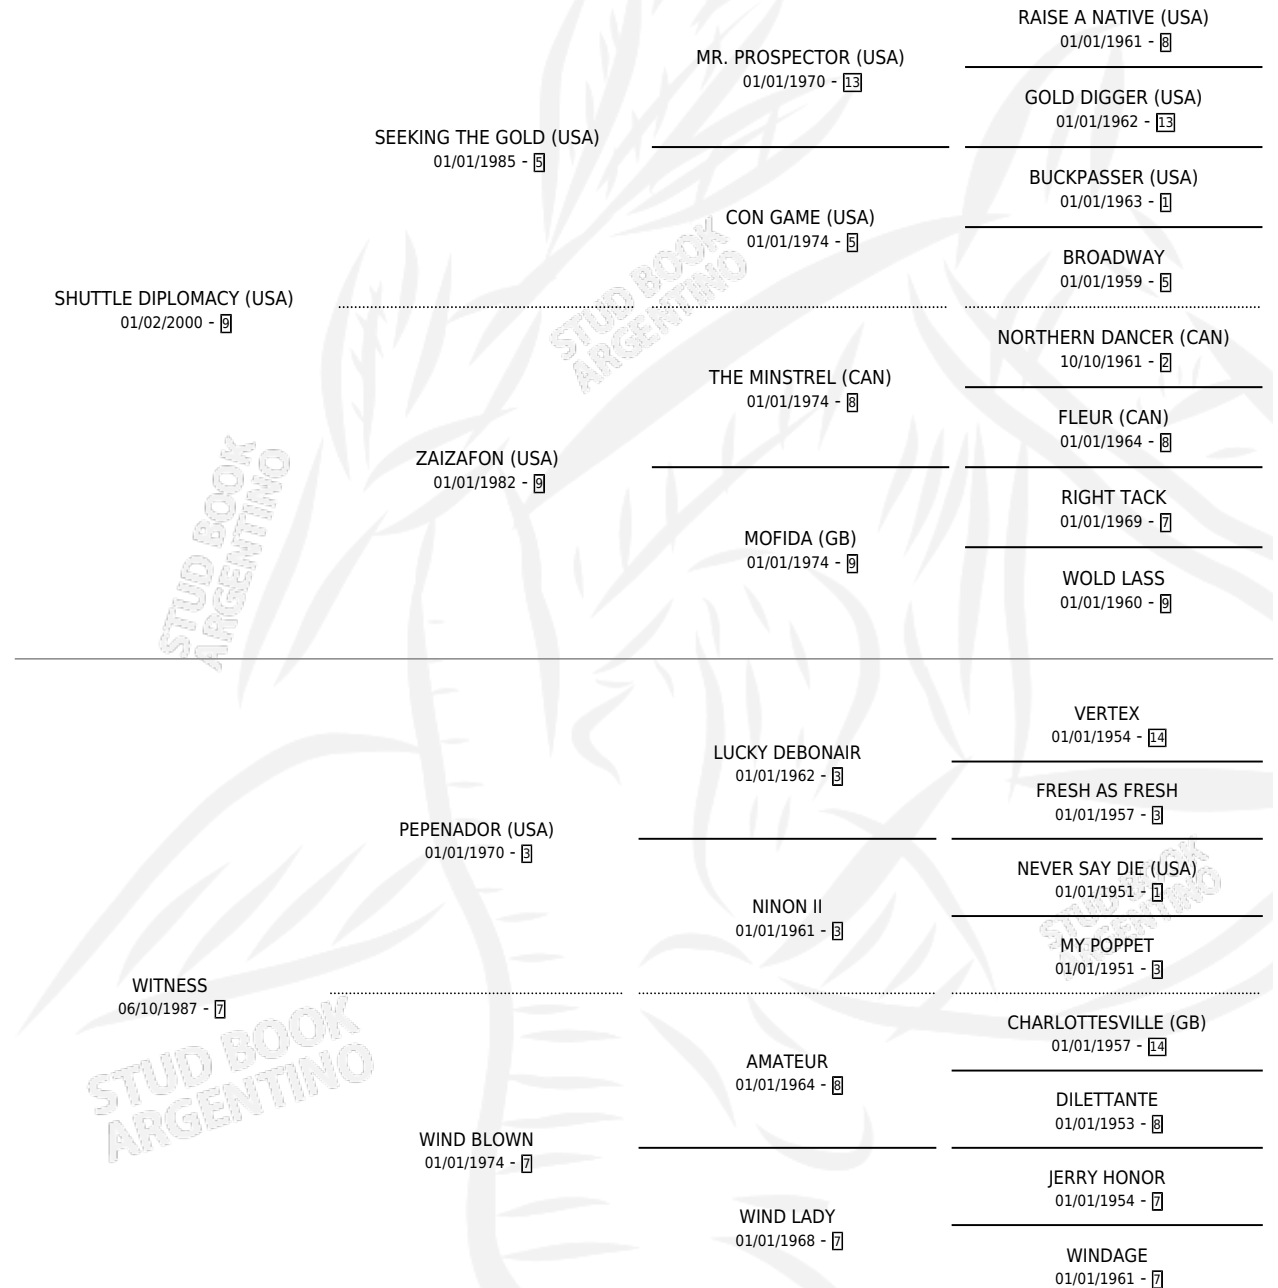 RAISE A NATIVE (USA)
01/01/1961 - 8
MR. PROSPECTOR (USA)
01/01/1970 - 13
GOLD DIGGER (USA)
01/01/1962 - 13
SEEKING THE GOLD (USA)
01/01/1985 - 5
BUCKPASSER (USA)
01/01/1963 - 1
CON GAME (USA)
01/01/1974 - 5
BROADWAY
01/01/1959 - 5
SHUTTLE DIPLOMACY (USA)
01/02/2000 - 9
NORTHERN DANCER (CAN)
10/10/1961 - 2
THE MINSTREL (CAN)
01/01/1974 - 8
FLEUR (CAN)
01/01/1964 - 8
ZAIZAFON (USA)
01/01/1982 - 9
RIGHT TACK
01/01/1969 - 7
MOFIDA (GB)
01/01/1974 - 9
WOLD LASS
01/01/1960 - 9
VERTEX
01/01/1954 - 14
LUCKY DEBONAIR
01/01/1962 - 3
FRESH AS FRESH
01/01/1957 - 3
PEPENADOR (USA)
01/01/1970 - 3
NEVER SAY DIE (USA)
01/01/1951 - 1
NINON II
01/01/1961 - 3
MY POPPET
01/01/1951 - 3
WITNESS
06/10/1987 - 7
CHARLOTTESVILLE (GB)
01/01/1957 - 14
AMATEUR
01/01/1964 - 8
DILETTANTE
01/01/1953 - 8
WIND BLOWN
01/01/1974 - 7
JERRY HONOR
01/01/1954 - 7
WIND LADY
01/01/1968 - 7
WINDAGE
01/01/1961 - 7
STUD BOOK
ARGENTINO
STUD BOOK
ARGENTINO
STUD BOOK
ARGENTINO
STUD BOOK
ARGENTINO